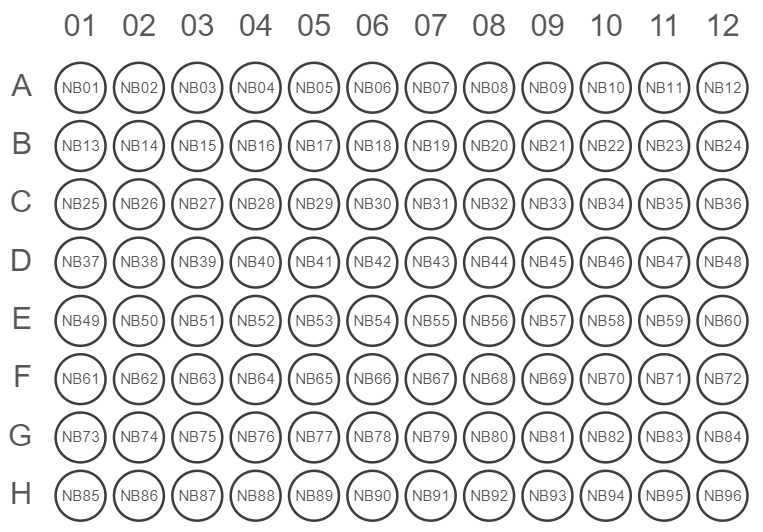 01 02 03 04 05 06 07 08 09 10 11 12
A NB01 NB02 NB03 NB04 NB05 NB06 NB07 NB08 NB09 NB10 NB11 NB12
B NB13 NB14 NB15 NB16 NB17 NB18 NB19 NB20 NB21 NB22 NB23 NB24
C NB25 NB26 NB27 NB28 NB29 NB30 NB31 NB32 NB33 NB34 NB35 NB36
D NB37 NB38 NB39 NB40 NB41 NB42 NB43 NB44 NB45 NB46 NB47 NB48
E NB49 NB50 NB51 NB52 NB53 NB54 NB55 NB56 NB57 NB58 NB59 NB60
F NB61 NB62 NB63 NB64 NB65 NB66 NB67 NB68 NB69 NB70 NB71 NB72
G NB73 NB74 NB75 NB76 NB77 NB78 NB79 NB80 NB81 NB82 NB83 NB84
H NB85 NB86 NB87 NB88 NB89 NB90 NB91 NB92 NB93 NB94 NB95 NB96